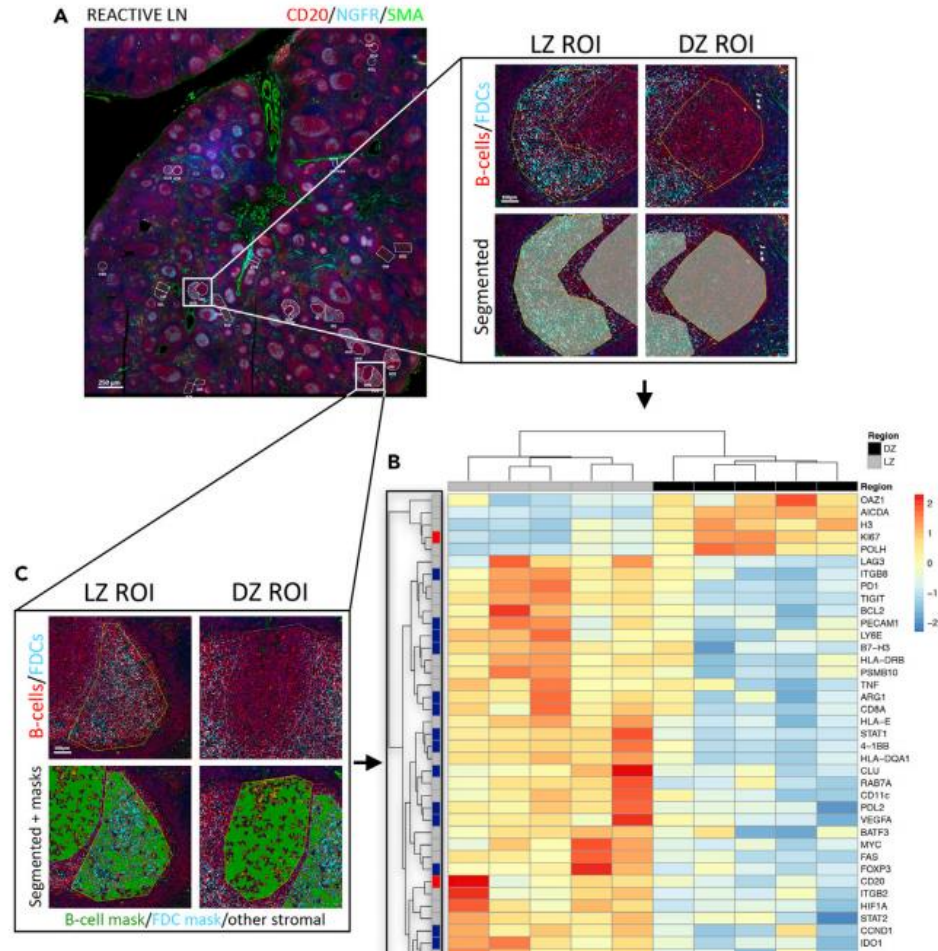 A
REACTIVE LN
CD20/NGFR/SMA
250 µm
LZ ROI
DZ ROI
B-cells/FDCs
Segmented
B
Region
DZ
LZ
Region
OAZ1
AICDA
H3
KI67
POLH
LAG3
ITGB8
PD1
TIGIT
BCL2
PECAM1
LY6E
B7-H3
HLA-DRB
PSMB10
TNF
ARG1
CD8A
HLA-E
STAT1
4-1BB
HLA-DQA1
CLU
RAB7A
CD11c
PDL2
VEGFA
BATF3
MYC
FAS
FOXP3
CD20
ITGB2
HIF1A
STAT2
CCND1
IDO1
2
1
0
−1
−2
C
LZ ROI
DZ ROI
B-cells/FDCs
Segmented + masks
B-cell mask/FDC mask/other stromal